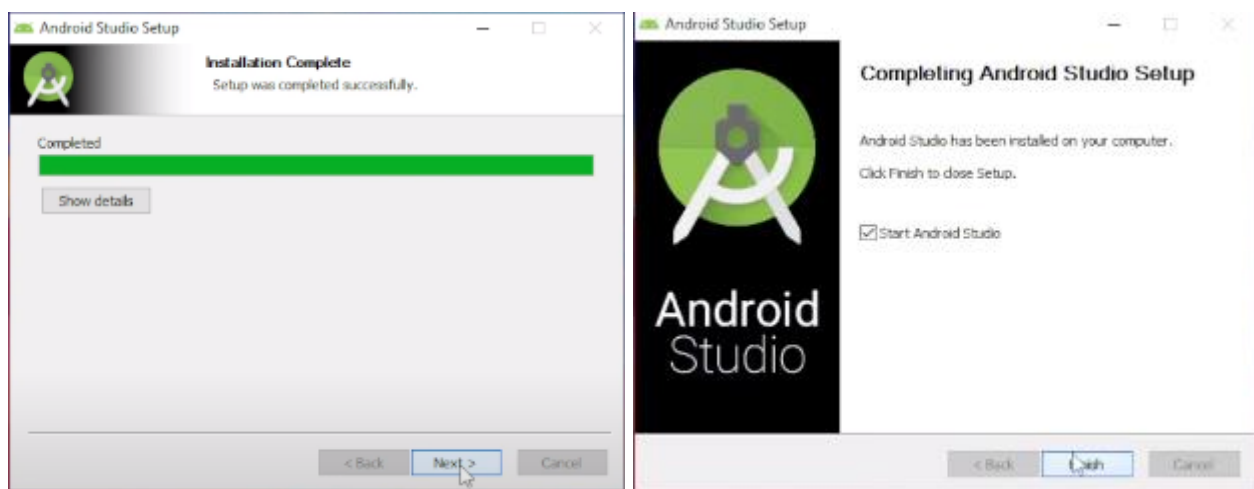 Android Studio Setup
Installation Complete
Setup was completed successfully.
Completed
Show details
< Back
Next >
Cancel
Android Studio Setup
Completing Android Studio Setup
Android Studio has been installed on your computer.
Click Finish to close Setup.
Start Android Studio
Android
Studio
< Back
Finish
Cancel